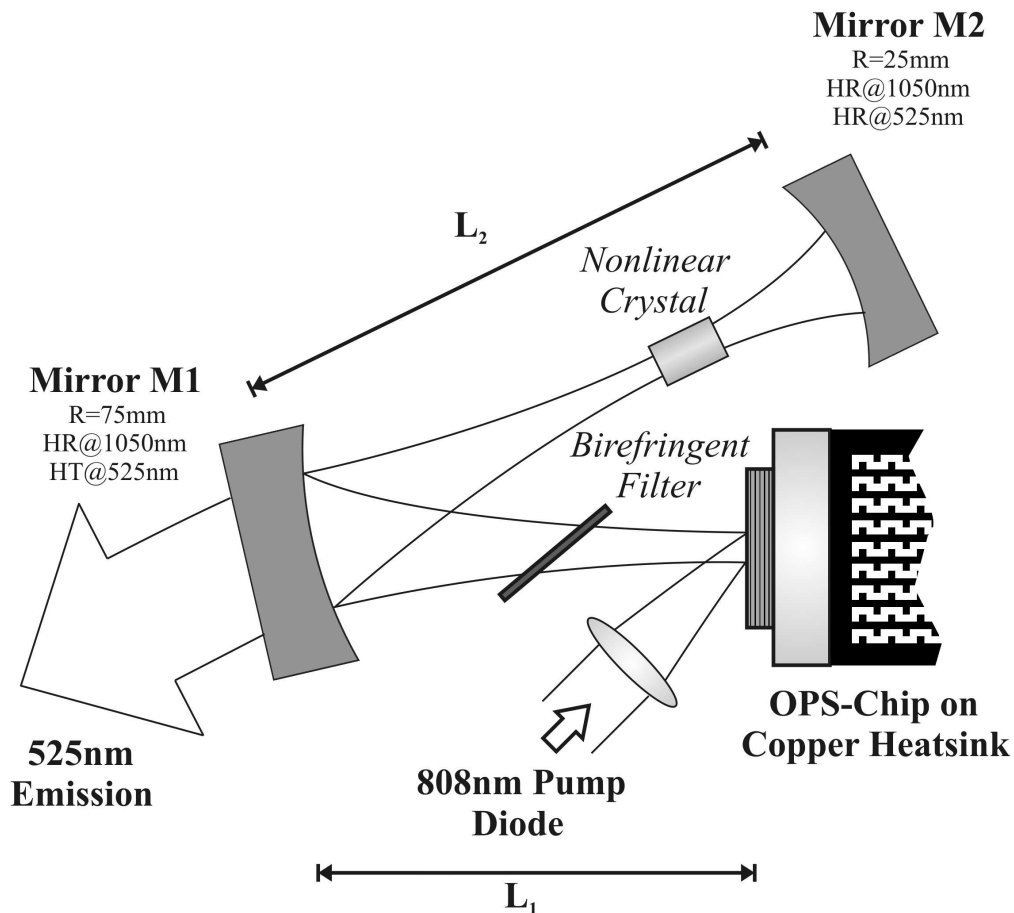 Mirror M2
R=25mm
HR@1050nm
HR@525nm
L₂
Nonlinear
Crystal
Mirror M1
R=75mm
HR@1050nm
HT@525nm
Birefringent
Filter
525nm
Emission
808nm Pump
Diode
OPS-Chip on
Copper Heatsink
L₁